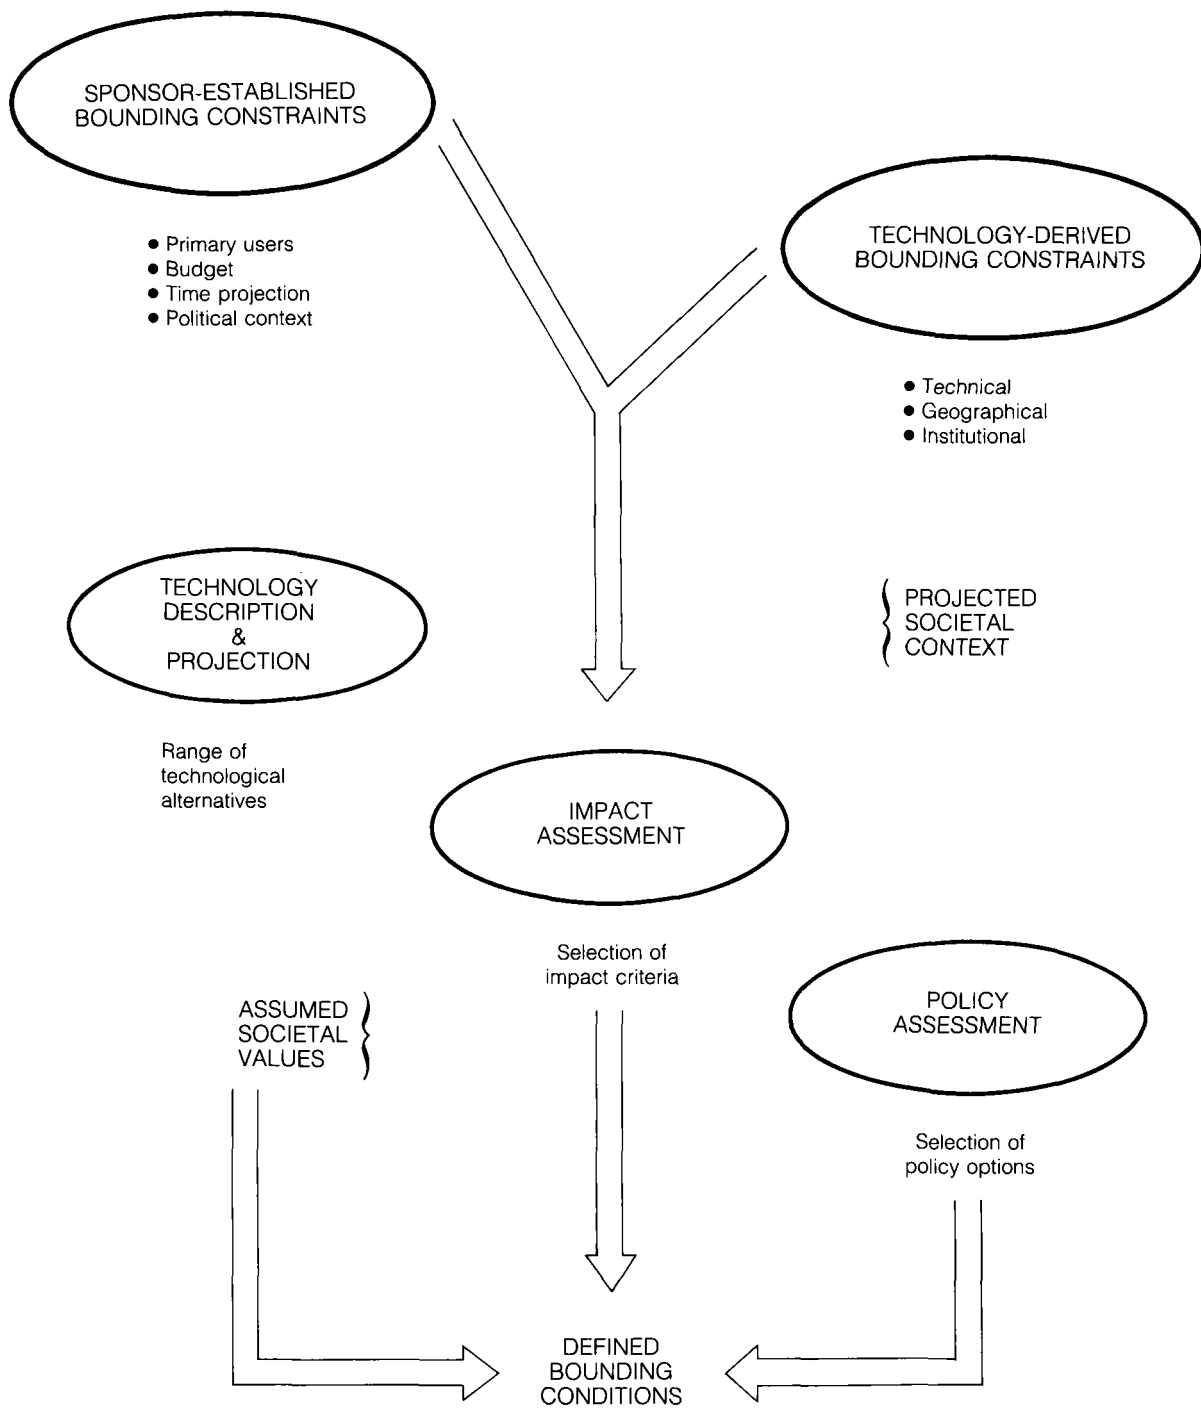 SPONSOR-ESTABLISHED
BOUNDING CONSTRAINTS
• Primary users
• Budget
• Time projection
• Political context
TECHNOLOGY-DERIVED
BOUNDING CONSTRAINTS
• Technical
• Geographical
• Institutional
TECHNOLOGY
DESCRIPTION
&
PROJECTION
Range of
technological
alternatives
PROJECTED
SOCIETAL
CONTEXT
IMPACT
ASSESSMENT
Selection of
impact criteria
ASSUMED
SOCIETAL
VALUES
POLICY
ASSESSMENT
Selection of
policy options
DEFINED
BOUNDING
CONDITIONS